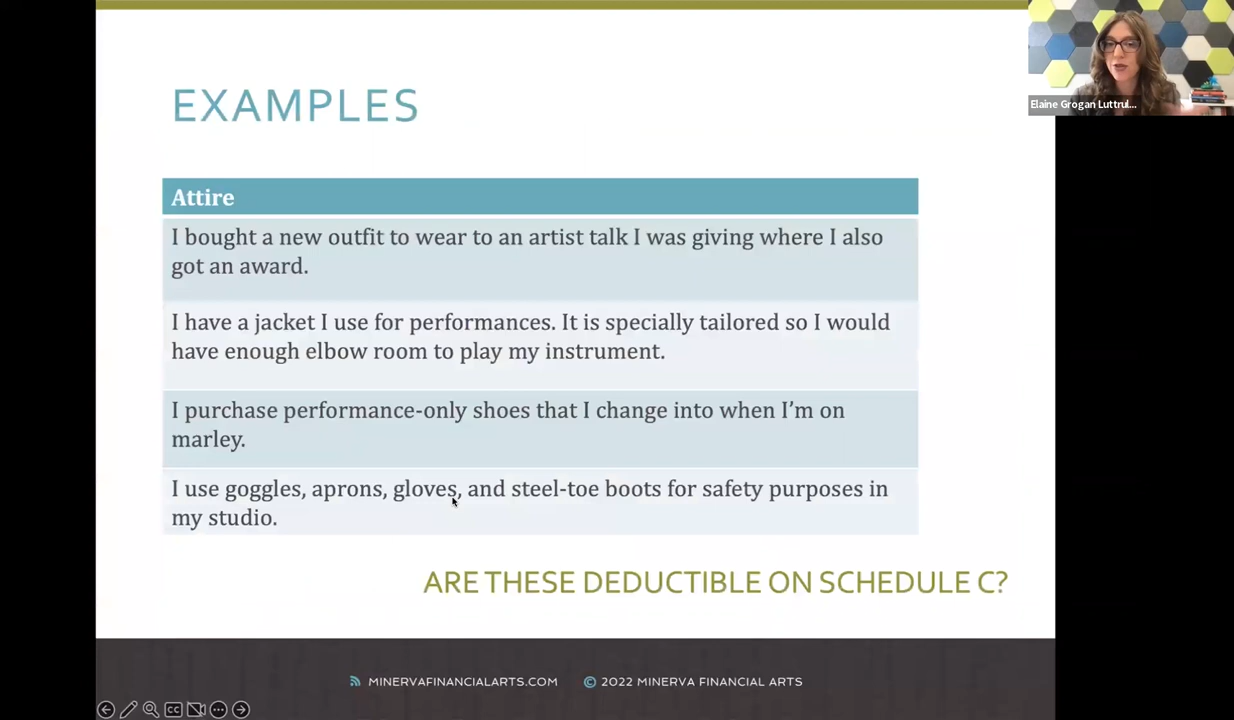 Elaine Grogan Luttrul...
EXAMPLES
Attire
I bought a new outfit to wear to an artist talk I was giving where I also
got an award.
I have a jacket I use for performances. It is specially tailored so I would
have enough elbow room to play my instrument.
I purchase performance-only shoes that I change into when I'm on
marley.
I use goggles, aprons, gloves, and steel-toe boots for safety purposes in
my studio.
ARE THESE DEDUCTIBLE ON SCHEDULE C?
MINERVAFINANCIALARTS.COM © 2022 MINERVA FINANCIAL ARTS